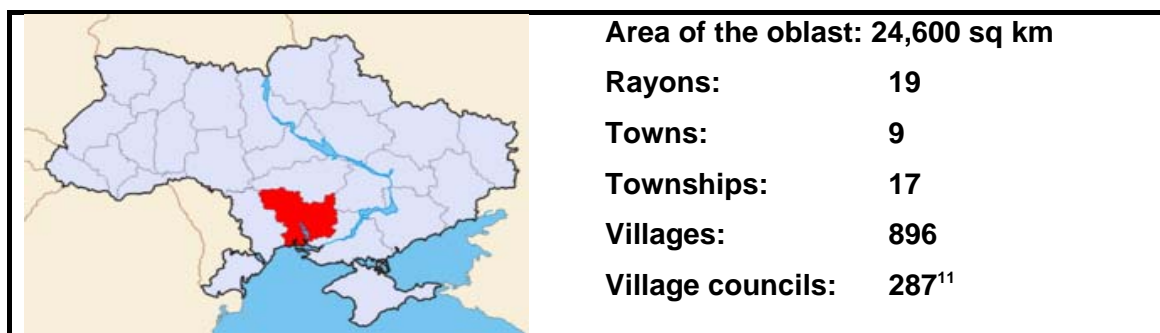 Area of the oblast: 24,600 sq km
Rayons: 19
Towns: 9
Townships: 17
Villages: 896
Village councils: 287¹¹